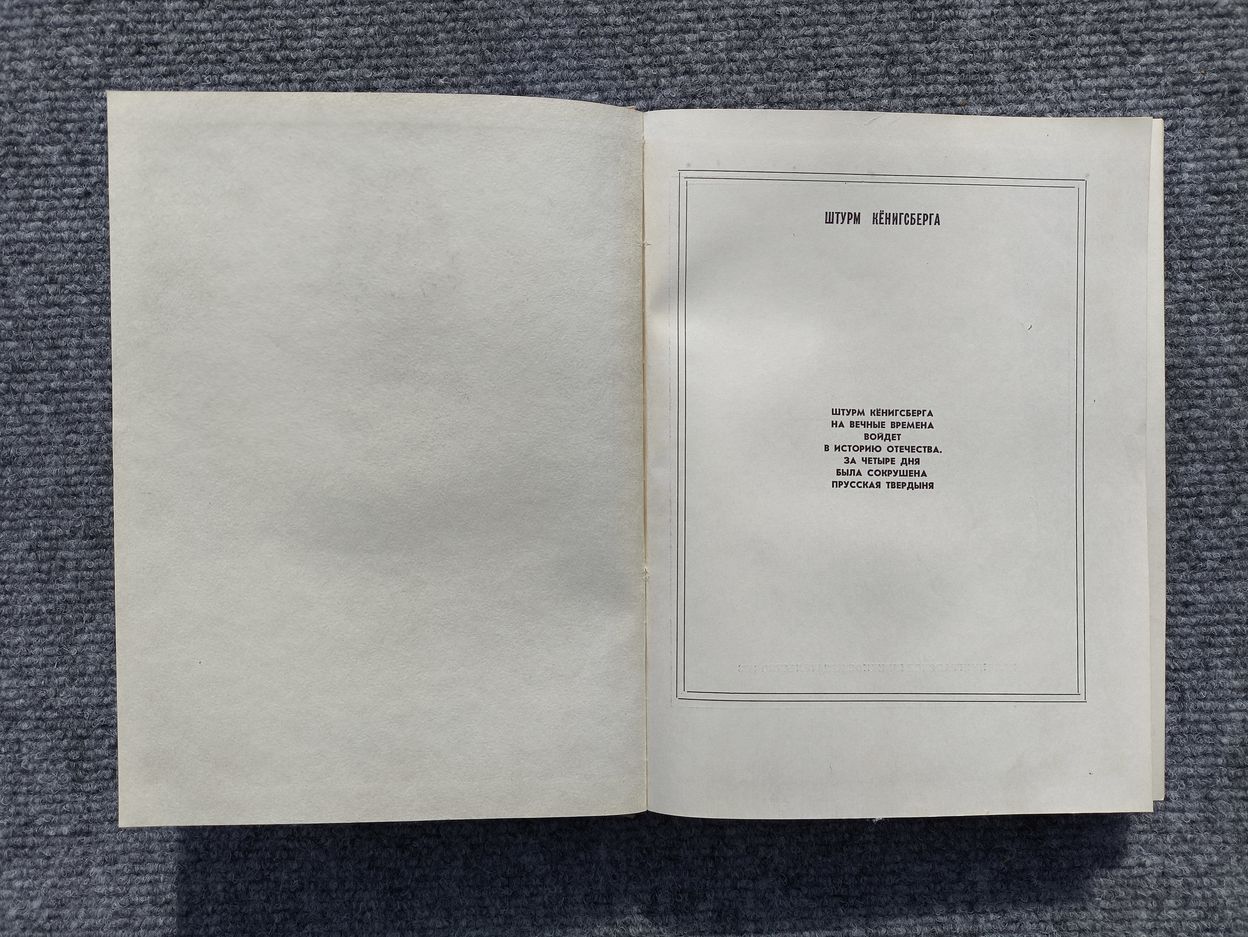 ШТУРМ КЁНИГСБЕРГА
ШТУРМ КЁНИГСБЕРГА
НА ВЕЧНЫЕ ВРЕМЕНА
ВОЙДЕТ
В ИСТОРИЮ ОТЕЧЕСТВА.
ЗА ЧЕТЫРЕ ДНЯ
БЫЛА СОКРУШЕНА
ПРУССКАЯ ТВЕРДЫНЯ